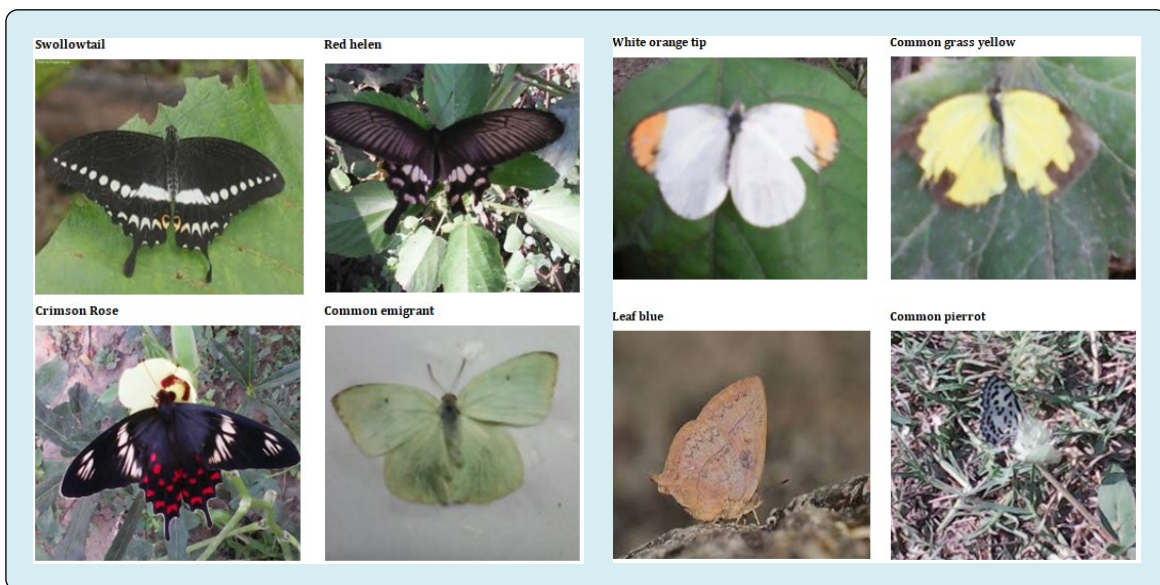 Swollowtail
Red helen
White orange tip
Common grass yellow
Crimson Rose
Common emigrant
Leaf blue
Common pierrot